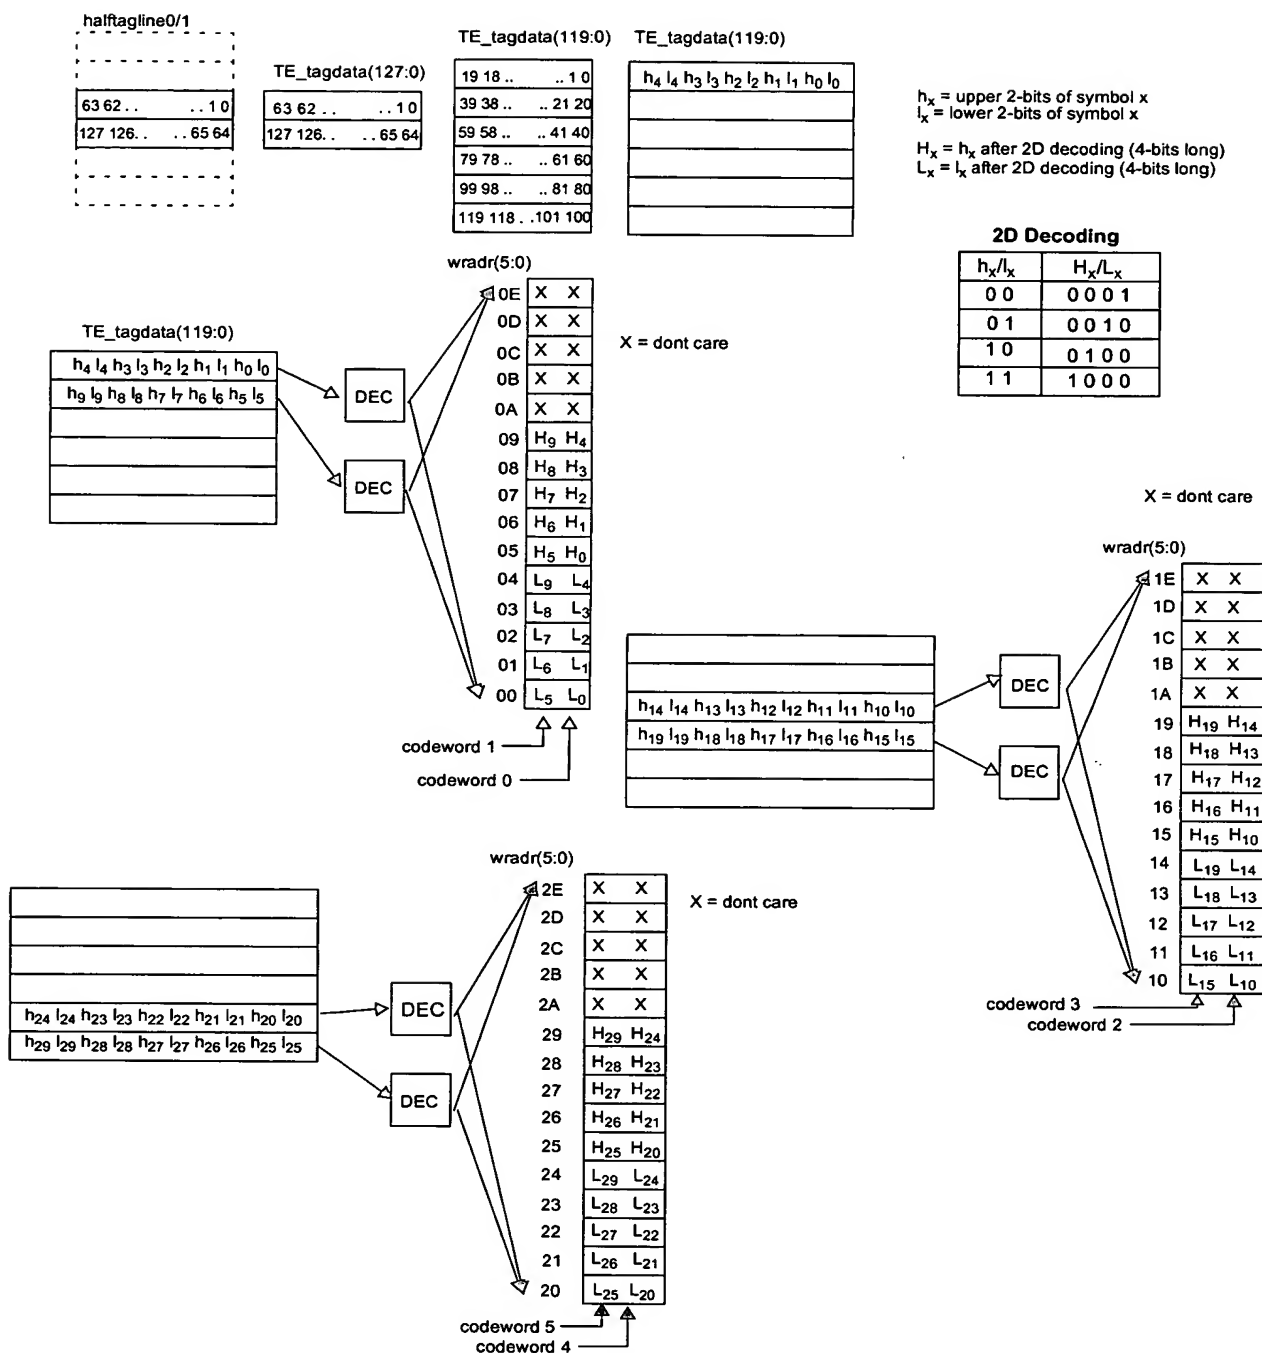 halftagline0/1
63 62 . . . . 1 0
127 126. . . . 65 64
TE_tagdata(127:0)
63 62 . . . . 1 0
127 126. . . . 65 64
TE_tagdata(119:0)
19 18 .. .. 1 0
39 38 .. .. 21 20
59 58 .. .. 41 40
79 78 .. .. 61 60
99 98 .. .. 81 80
119 118 . . 101 100
TE_tagdata(119:0)
h4 l4 h3 l3 h2 l2 h1 l1 h0 l0
hx = upper 2-bits of symbol x
lx = lower 2-bits of symbol x
Hx = hx after 2D decoding (4-bits long)
Lx = lx after 2D decoding (4-bits long)
2D Decoding
hx/lx Hx/Lx
0 0 0 0 0 1
0 1 0 0 1 0
1 0 0 1 0 0
1 1 1 0 0 0
TE_tagdata(119:0)
h4 l4 h3 l3 h2 l2 h1 l1 h0 l0
h9 l9 h8 l8 h7 l7 h6 l6 h5 l5
DEC
DEC
wradr(5:0)
0E X X
0D X X
0C X X
0B X X
0A X X
09 H9 H4
08 H8 H3
07 H7 H2
06 H6 H1
05 H5 H0
04 L9 L4
03 L8 L3
02 L7 L2
01 L6 L1
00 L5 L0
X = dont care
codeword 1
codeword 0
h14 l14 h13 l13 h12 l12 h11 l11 h10 l10
h19 l19 h18 l18 h17 l17 h16 l16 h15 l15
DEC
DEC
X = dont care
wradr(5:0)
1E X X
1D X X
1C X X
1B X X
1A X X
19 H19 H14
18 H18 H13
17 H17 H12
16 H16 H11
15 H15 H10
14 L19 L14
13 L18 L13
12 L17 L12
11 L16 L11
10 L15 L10
codeword 3
codeword 2
h24 l24 h23 l23 h22 l22 h21 l21 h20 l20
h29 l29 h28 l28 h27 l27 h26 l26 h25 l25
DEC
DEC
wradr(5:0)
2E X X
2D X X
2C X X
2B X X
2A X X
29 H29 H24
28 H28 H23
27 H27 H22
26 H26 H21
25 H25 H20
24 L29 L24
23 L28 L23
22 L27 L22
21 L26 L21
20 L25 L20
X = dont care
codeword 5
codeword 4